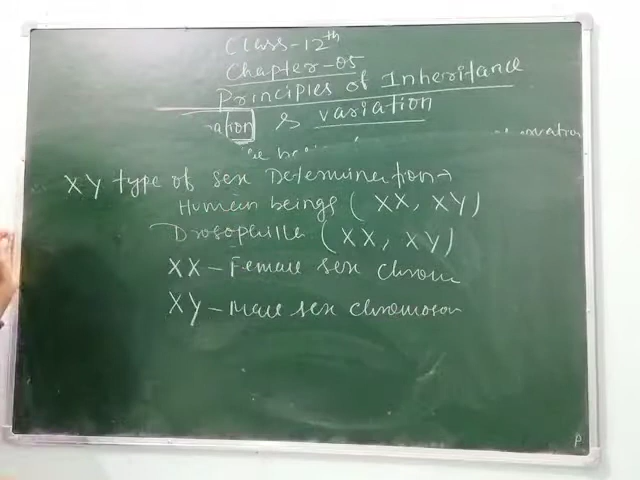 Class-12th
Chapter-05
Principles of Inheritance
& variation
XY type of sex Determination→
Human beings (XX, XY)
Drosophila (XX, XY)
XX - Female sex chrom
XY - Male sex chromosom
P